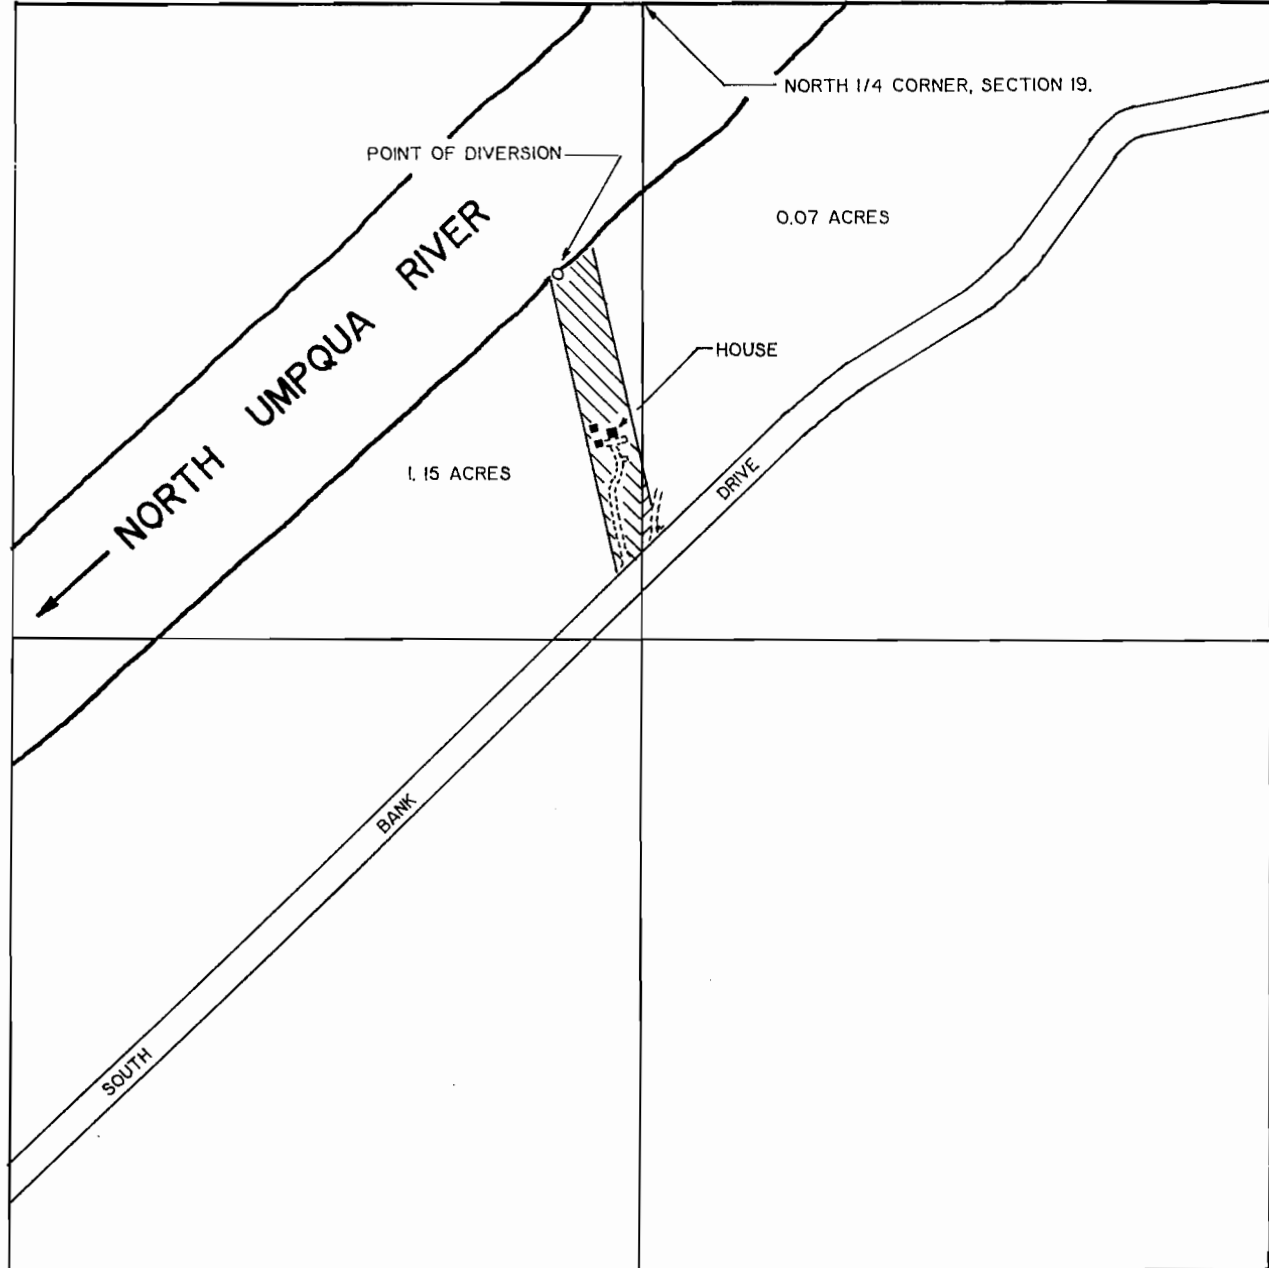 NORTH 1/4 CORNER, SECTION 19.
POINT OF DIVERSION
0.07 ACRES
NORTH UMPQUA RIVER
HOUSE
1.15 ACRES
SOUTH BANK DRIVE